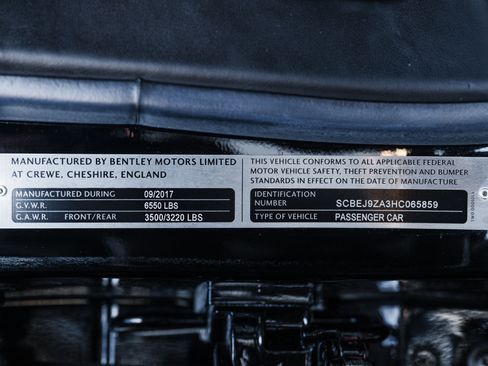 MANUFACTURED BY BENTLEY MOTORS LIMITED
AT CREWE, CHESHIRE, ENGLAND
MANUFACTURED DURING 09/2017
G.V.W.R. 6550 LBS
G.A.W.R. FRONT/REAR 3500/3220 LBS
THIS VEHICLE CONFORMS TO ALL APPLICABLE FEDERAL
MOTOR VEHICLE SAFETY, THEFT PREVENTION AND BUMPER
STANDARDS IN EFFECT ON THE DATE OF MANUFACTURE
IDENTIFICATION
NUMBER SCBEJ9ZA3HC065859
TYPE OF VEHICLE PASSENGER CAR